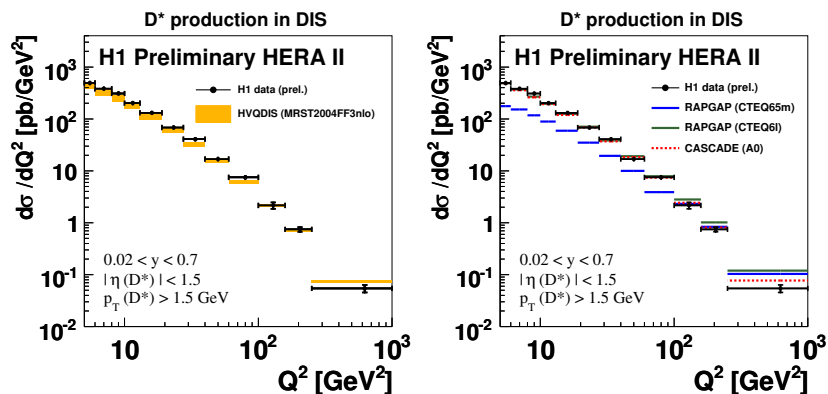 D* production in DIS
H1 Preliminary HERA II
H1 data (prel.)
HVQDIS (MRST2004FF3nlo)
dσ/dQ² [pb/GeV²]
10³
10²
10
1
10⁻¹
10⁻²
0.02 < y < 0.7
| η (D*) | < 1.5
p_T (D*) > 1.5 GeV
10 10² 10³
Q² [GeV²]
D* production in DIS
H1 Preliminary HERA II
H1 data (prel.)
RAPGAP (CTEQ65m)
RAPGAP (CTEQ6l)
CASCADE (A0)
dσ/dQ² [pb/GeV²]
10³
10²
10
1
10⁻¹
10⁻²
0.02 < y < 0.7
| η (D*) | < 1.5
p_T (D*) > 1.5 GeV
10 10² 10³
Q² [GeV²]